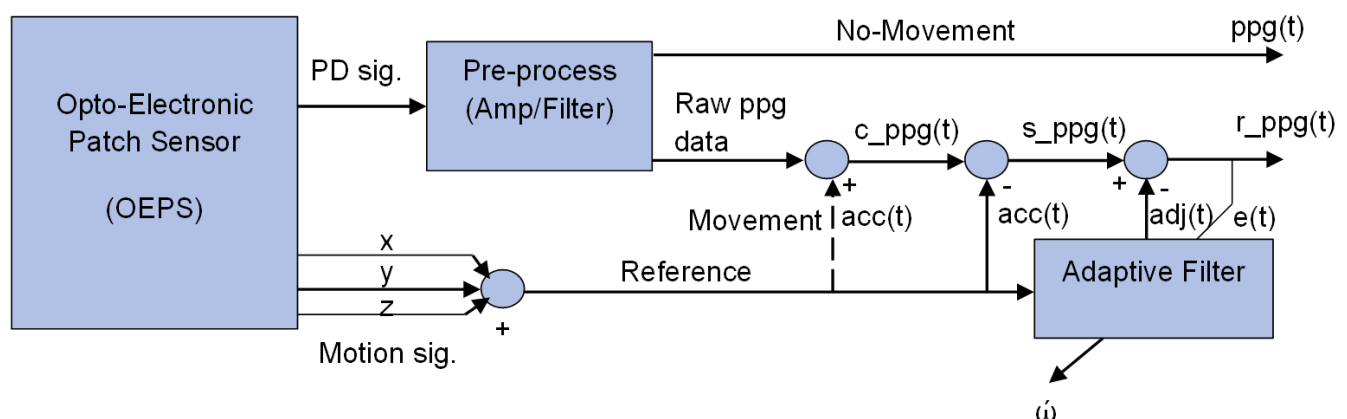 Opto-Electronic
Patch Sensor
(OEPS)
PD sig.
Pre-process
(Amp/Filter)
No-Movement
ppg(t)
Raw ppg
data
c_ppg(t)
s_ppg(t)
r_ppg(t)
+
-
+
-
Movement
acc(t)
acc(t)
adj(t)
e(t)
x
y
z
+
Reference
Adaptive Filter
Motion sig.
ώ